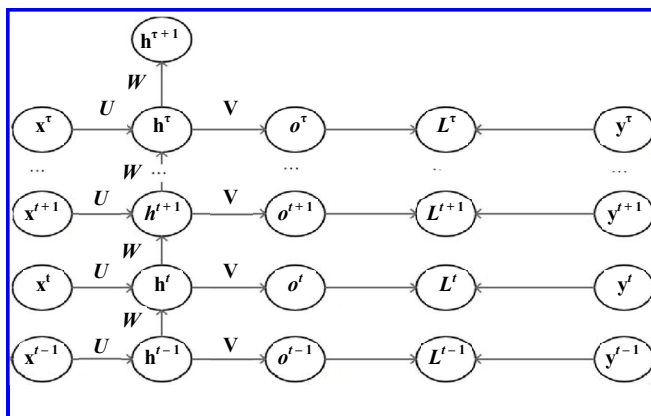 h^{τ+1}
W
U V
x^τ h^τ o^τ L^τ y^τ
... W ... ... ...
U V
x^{t+1} h^{t+1} o^{t+1} L^{t+1} y^{t+1}
W
U V
x^t h^t o^t L^t y^t
W
U V
x^{t-1} h^{t-1} o^{t-1} L^{t-1} y^{t-1}